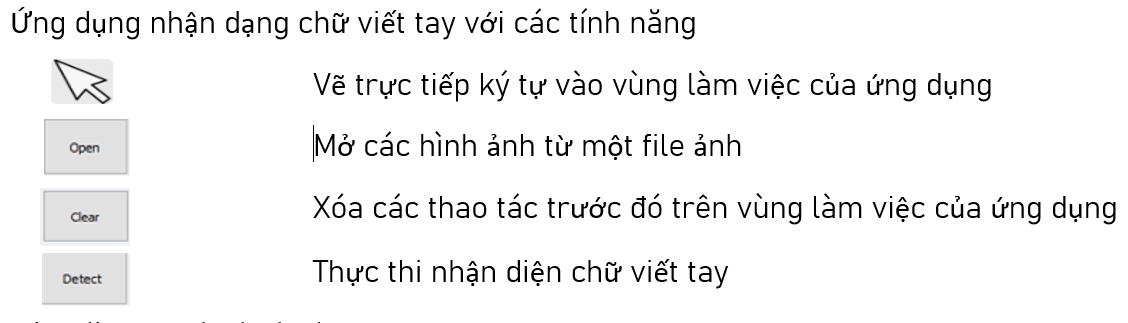 Ứng dụng nhận dạng chữ viết tay với các tính năng
Vẽ trực tiếp ký tự vào vùng làm việc của ứng dụng
Open Mở các hình ảnh từ một file ảnh
Clear Xóa các thao tác trước đó trên vùng làm việc của ứng dụng
Detect Thực thi nhận diện chữ viết tay